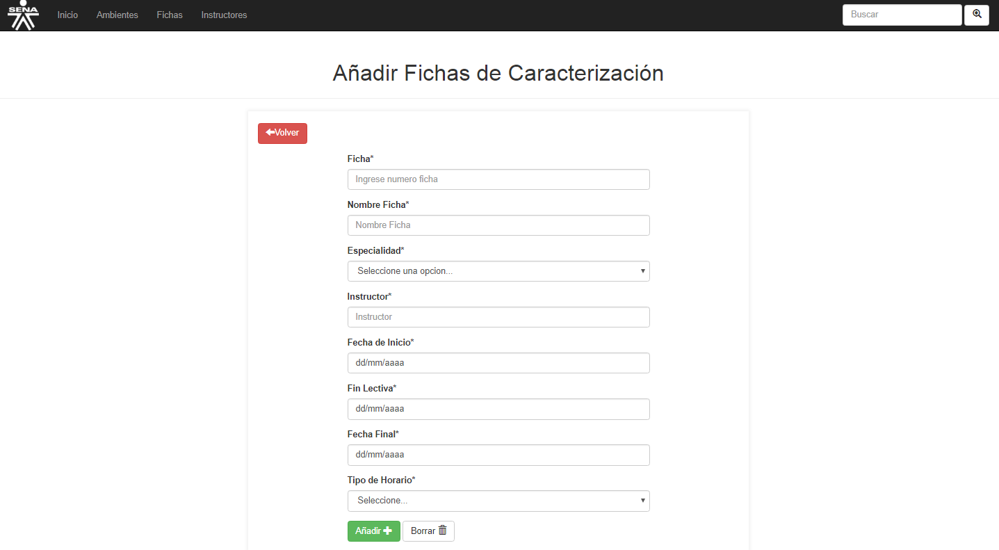 SENA
Inicio Ambientes Fichas Instructores Buscar
Añadir Fichas de Caracterización
Volver
Ficha*
Ingrese numero ficha
Nombre Ficha*
Nombre Ficha
Especialidad*
Seleccione una opcion...
Instructor*
Instructor
Fecha de Inicio*
dd/mm/aaaa
Fin Lectiva*
dd/mm/aaaa
Fecha Final*
dd/mm/aaaa
Tipo de Horario*
Seleccione...
Añadir Borrar